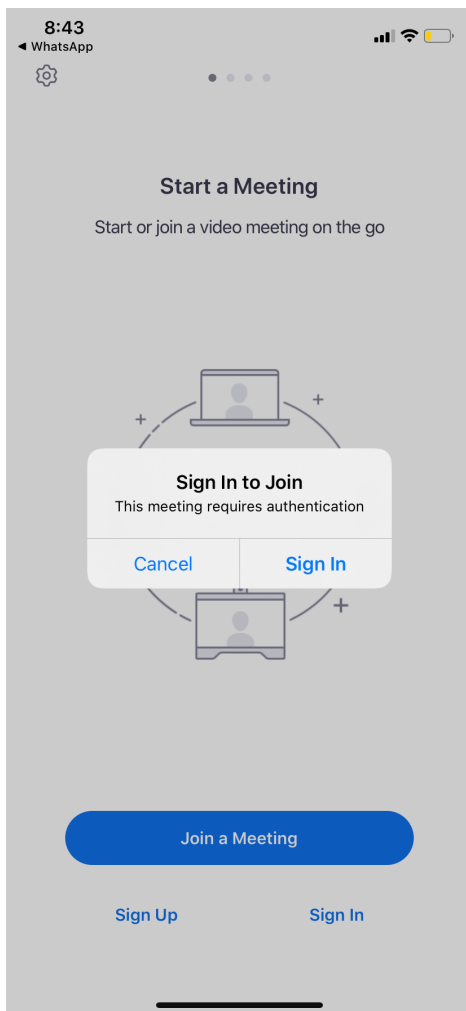 8:43
◀ WhatsApp
Start a Meeting
Start or join a video meeting on the go
Sign In to Join
This meeting requires authentication
Cancel
Sign In
Join a Meeting
Sign Up
Sign In